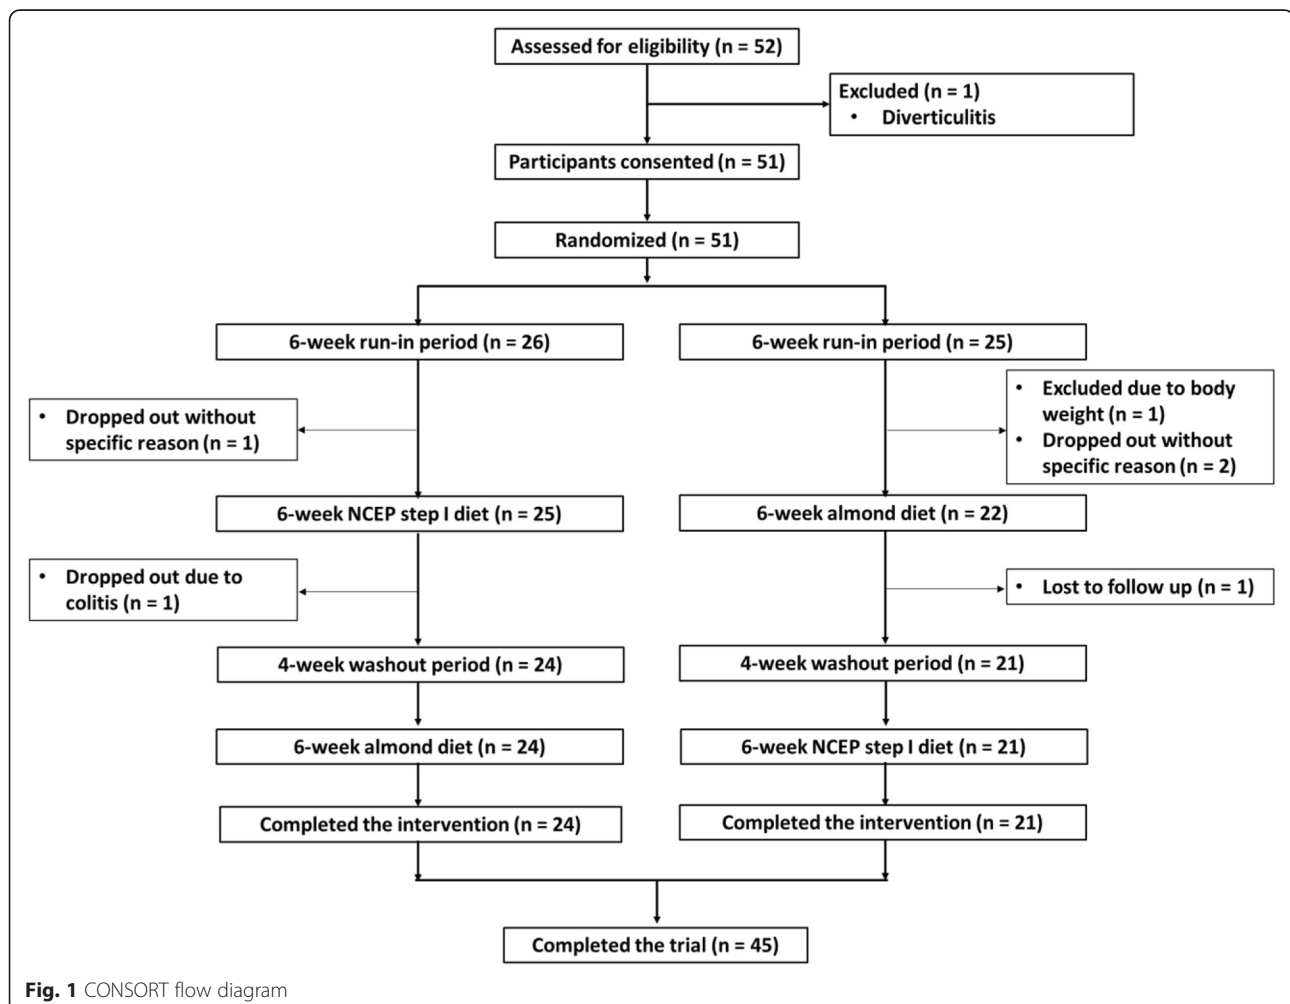 Assessed for eligibility (n = 52)
Excluded (n = 1)
• Diverticulitis
Participants consented (n = 51)
Randomized (n = 51)
6-week run-in period (n = 26)
6-week run-in period (n = 25)
• Dropped out without
specific reason (n = 1)
• Excluded due to body
weight (n = 1)
• Dropped out without
specific reason (n = 2)
6-week NCEP step I diet (n = 25)
6-week almond diet (n = 22)
• Dropped out due to
colitis (n = 1)
• Lost to follow up (n = 1)
4-week washout period (n = 24)
4-week washout period (n = 21)
6-week almond diet (n = 24)
6-week NCEP step I diet (n = 21)
Completed the intervention (n = 24)
Completed the intervention (n = 21)
Completed the trial (n = 45)
Fig. 1 CONSORT flow diagram